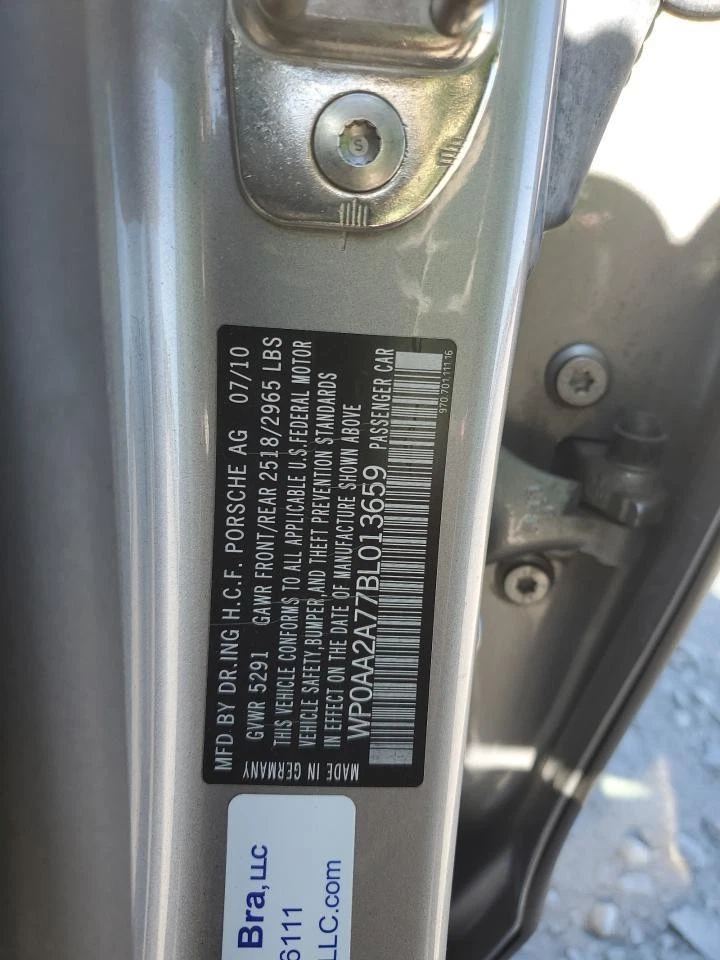 MFD BY DR.ING H.C.F. PORSCHE AG 07/10
GVWR 5291 GAWR FRONT/REAR 2518/2965 LBS
THIS VEHICLE CONFORMS TO ALL APPLICABLE U.S.FEDERAL MOTOR
VEHICLE SAFETY,BUMPER,AND THEFT PREVENTION STANDARDS
IN EFFECT ON THE DATE OF MANUFACTURE SHOWN ABOVE
WP0AA2A77BL013659 PASSENGER CAR
MADE IN GERMANY
970.701.111.16
Bra, LLC
6111
LLC.com
S